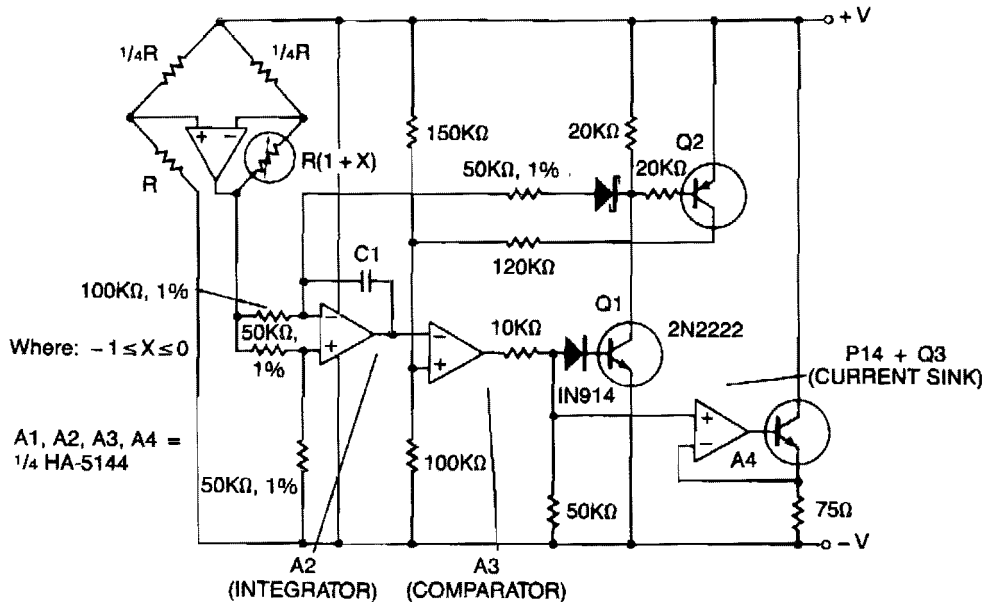 +V
1/4R
1/4R
+ −
R
R(1 + X)
150KΩ
20KΩ
Q2
50KΩ, 1%
20KΩ
120KΩ
C1
100KΩ, 1%
50KΩ,
1%
−
+
−
+
10KΩ
Q1
2N2222
IN914
Where: −1 ≤ X ≤ 0
P14 + Q3
(CURRENT SINK)
+
−
A4
A1, A2, A3, A4 =
1/4 HA-5144
50KΩ, 1%
100KΩ
50KΩ
75Ω
−V
A2
(INTEGRATOR)
A3
(COMPARATOR)